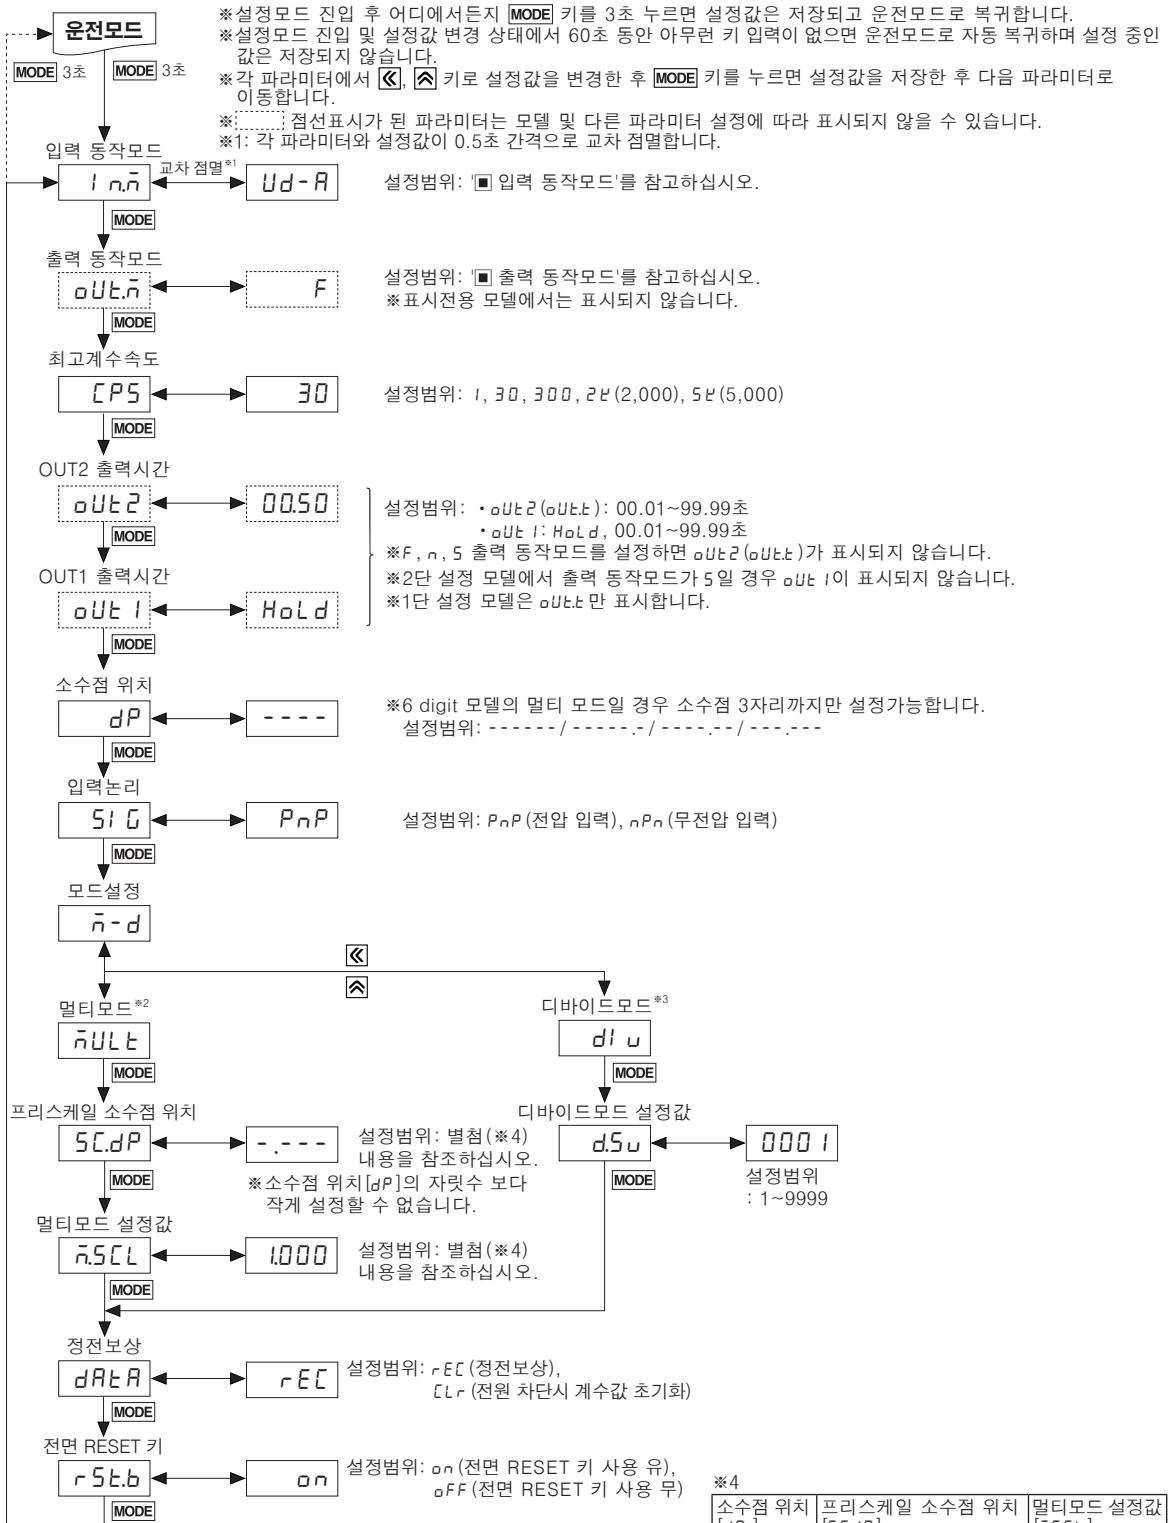 운전모드
MODE 3초 MODE 3초
※설정모드 진입 후 어디에서든지 MODE 키를 3초 누르면 설정값은 저장되고 운전모드로 복귀합니다.
※설정모드 진입 및 설정값 변경 상태에서 60초 동안 아무런 키 입력이 없으면 운전모드로 자동 복귀하며 설정 중인
값은 저장되지 않습니다.
※각 파라미터에서 《, ︽ 키로 설정값을 변경한 후 MODE 키를 누르면 설정값을 저장한 후 다음 파라미터로
이동합니다.
※ 점선표시가 된 파라미터는 모델 및 다른 파라미터 설정에 따라 표시되지 않을 수 있습니다.
※1: 각 파라미터와 설정값이 0.5초 간격으로 교차 점멸합니다.
입력 동작모드
In.m 교차 점멸※1 Ud-A 설정범위: '▣ 입력 동작모드'를 참고하십시오.
MODE
출력 동작모드
oUt.m F 설정범위: '▣ 출력 동작모드'를 참고하십시오.
※표시전용 모델에서는 표시되지 않습니다.
MODE
최고계수속도
CPS 30 설정범위: 1, 30, 300, 2k(2,000), 5k(5,000)
MODE
OUT2 출력시간
oUt2 00.50
MODE
OUT1 출력시간
oUt1 HoLd
MODE
설정범위: •oUt2(oUt.t): 00.01~99.99초
•oUt1: HoLd, 00.01~99.99초
※F, n, S 출력 동작모드를 설정하면 oUt2(oUt.t)가 표시되지 않습니다.
※2단 설정 모델에서 출력 동작모드가 S일 경우 oUt1이 표시되지 않습니다.
※1단 설정 모델은 oUt.t만 표시합니다.
소수점 위치
dP ----
※6 digit 모델의 멀티 모드일 경우 소수점 3자리까지만 설정가능합니다.
설정범위: ------/-----.-/----.--/---.---
MODE
입력논리
SIG PnP 설정범위: PnP(전압 입력), nPn(무전압 입력)
MODE
모드설정
m-d
《
︽
멀티모드※2
mULt
MODE
디바이드모드※3
dIv
MODE
프리스케일 소수점 위치
SC.dP -.--- 설정범위: 별첨(※4)
내용을 참조하십시오.
※소수점 위치[dP]의 자릿수 보다
작게 설정할 수 없습니다.
MODE
디바이드모드 설정값
d.Sv 0001
설정범위
: 1~9999
MODE
멀티모드 설정값
m.SCL 1.000 설정범위: 별첨(※4)
내용을 참조하십시오.
MODE
정전보상
dAtA rEC 설정범위: rEC(정전보상),
CLr(전원 차단시 계수값 초기화)
MODE
전면 RESET 키
rSt.b on 설정범위: on(전면 RESET 키 사용 유),
oFF(전면 RESET 키 사용 무)
MODE
※4
소수점 위치 프리스케일 소수점 위치 멀티모드 설정값